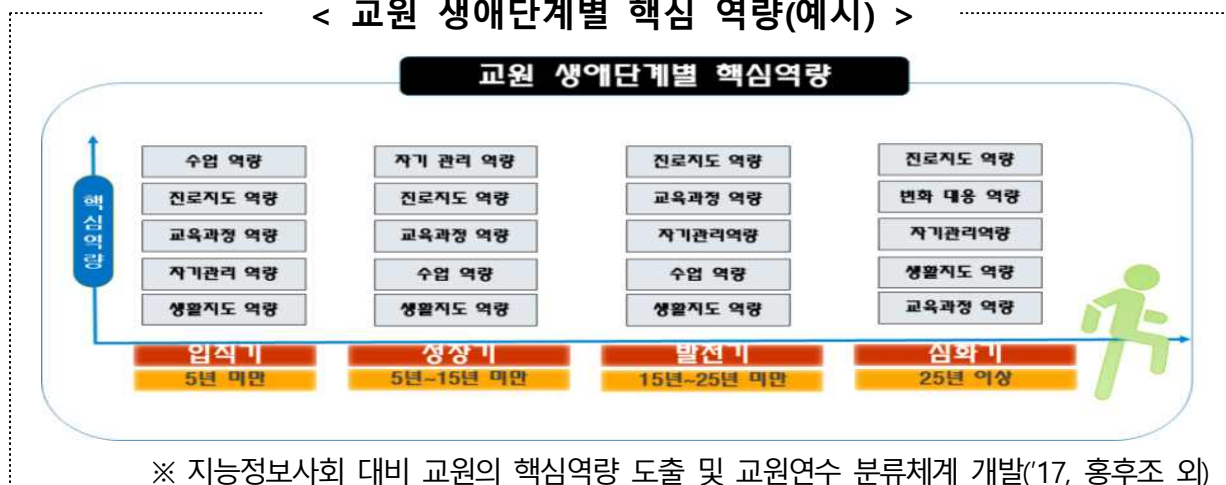 < 교원 생애단계별 핵심 역량(예시) >
교원 생애단계별 핵심역량
핵심역량
수업 역량
진로지도 역량
교육과정 역량
자기관리 역량
생활지도 역량
입직기
5년 미만
자기 관리 역량
진로지도 역량
교육과정 역량
수업 역량
생활지도 역량
성장기
5년~15년 미만
진로지도 역량
교육과정 역량
자기관리역량
수업 역량
생활지도 역량
발전기
15년~25년 미만
진로지도 역량
변화 대응 역량
자기관리역량
생활지도 역량
교육과정 역량
심화기
25년 이상
※ 지능정보사회 대비 교원의 핵심역량 도출 및 교원연수 분류체계 개발('17, 홍후조 외)